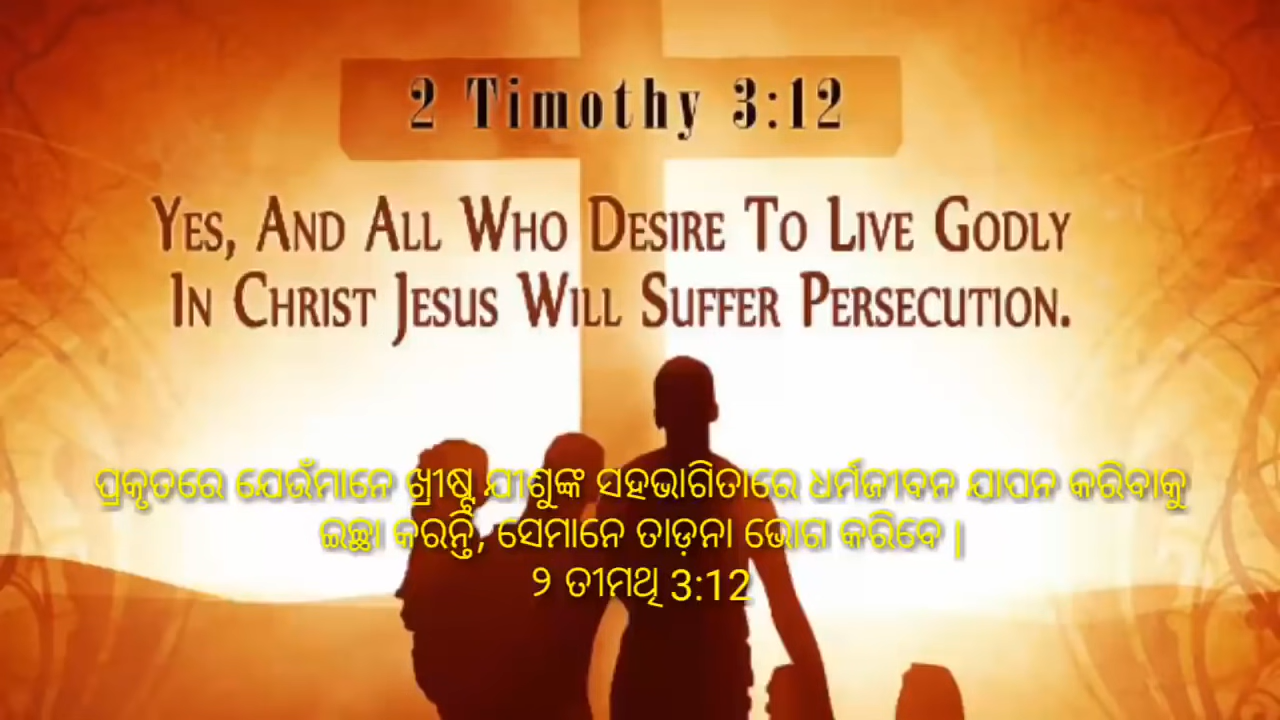 2 Timothy 3:12
Yes, And All Who Desire To Live Godly
In Christ Jesus Will Suffer Persecution.
ପ୍ରକୃତରେ ଯେଉଁମାନେ ଖ୍ରୀଷ୍ଟ ଯୀଶୁଙ୍କ ସହଭାଗିତାରେ ଧର୍ମଜୀବନ ଯାପନ କରିବାକୁ
ଇଚ୍ଛା କରନ୍ତି, ସେମାନେ ତାଡ଼ନା ଭୋଗ କରିବେ |
୨ ତୀମଥି 3:12